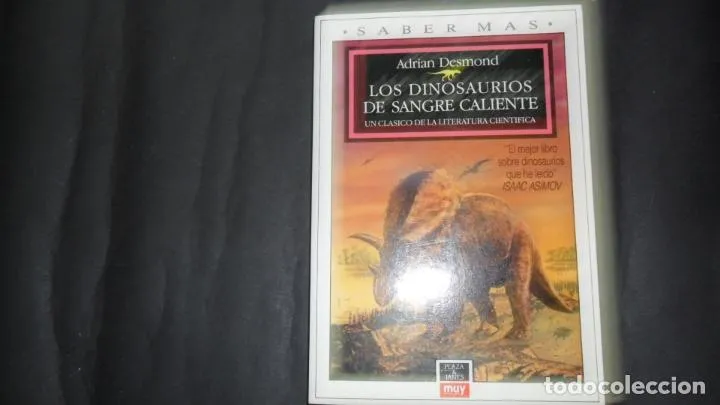 · SABER MAS ·
Adrian Desmond
LOS DINOSAURIOS
DE SANGRE CALIENTE
UN CLASICO DE LA LITERATURA CIENTIFICA
"El mejor libro
sobre dinosaurios
que he leido"
ISAAC ASIMOV
PLAZA
&
JANES
muy
todocoleccion